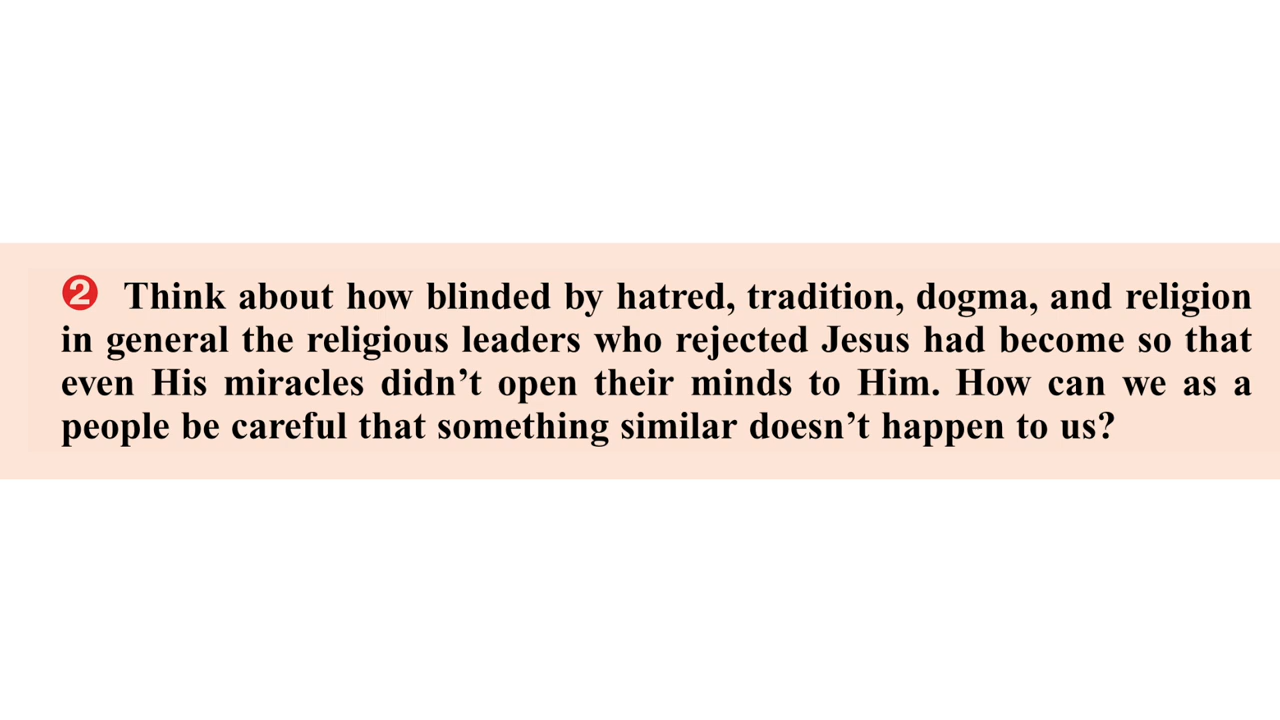 ❷ Think about how blinded by hatred, tradition, dogma, and religion
in general the religious leaders who rejected Jesus had become so that
even His miracles didn’t open their minds to Him. How can we as a
people be careful that something similar doesn’t happen to us?